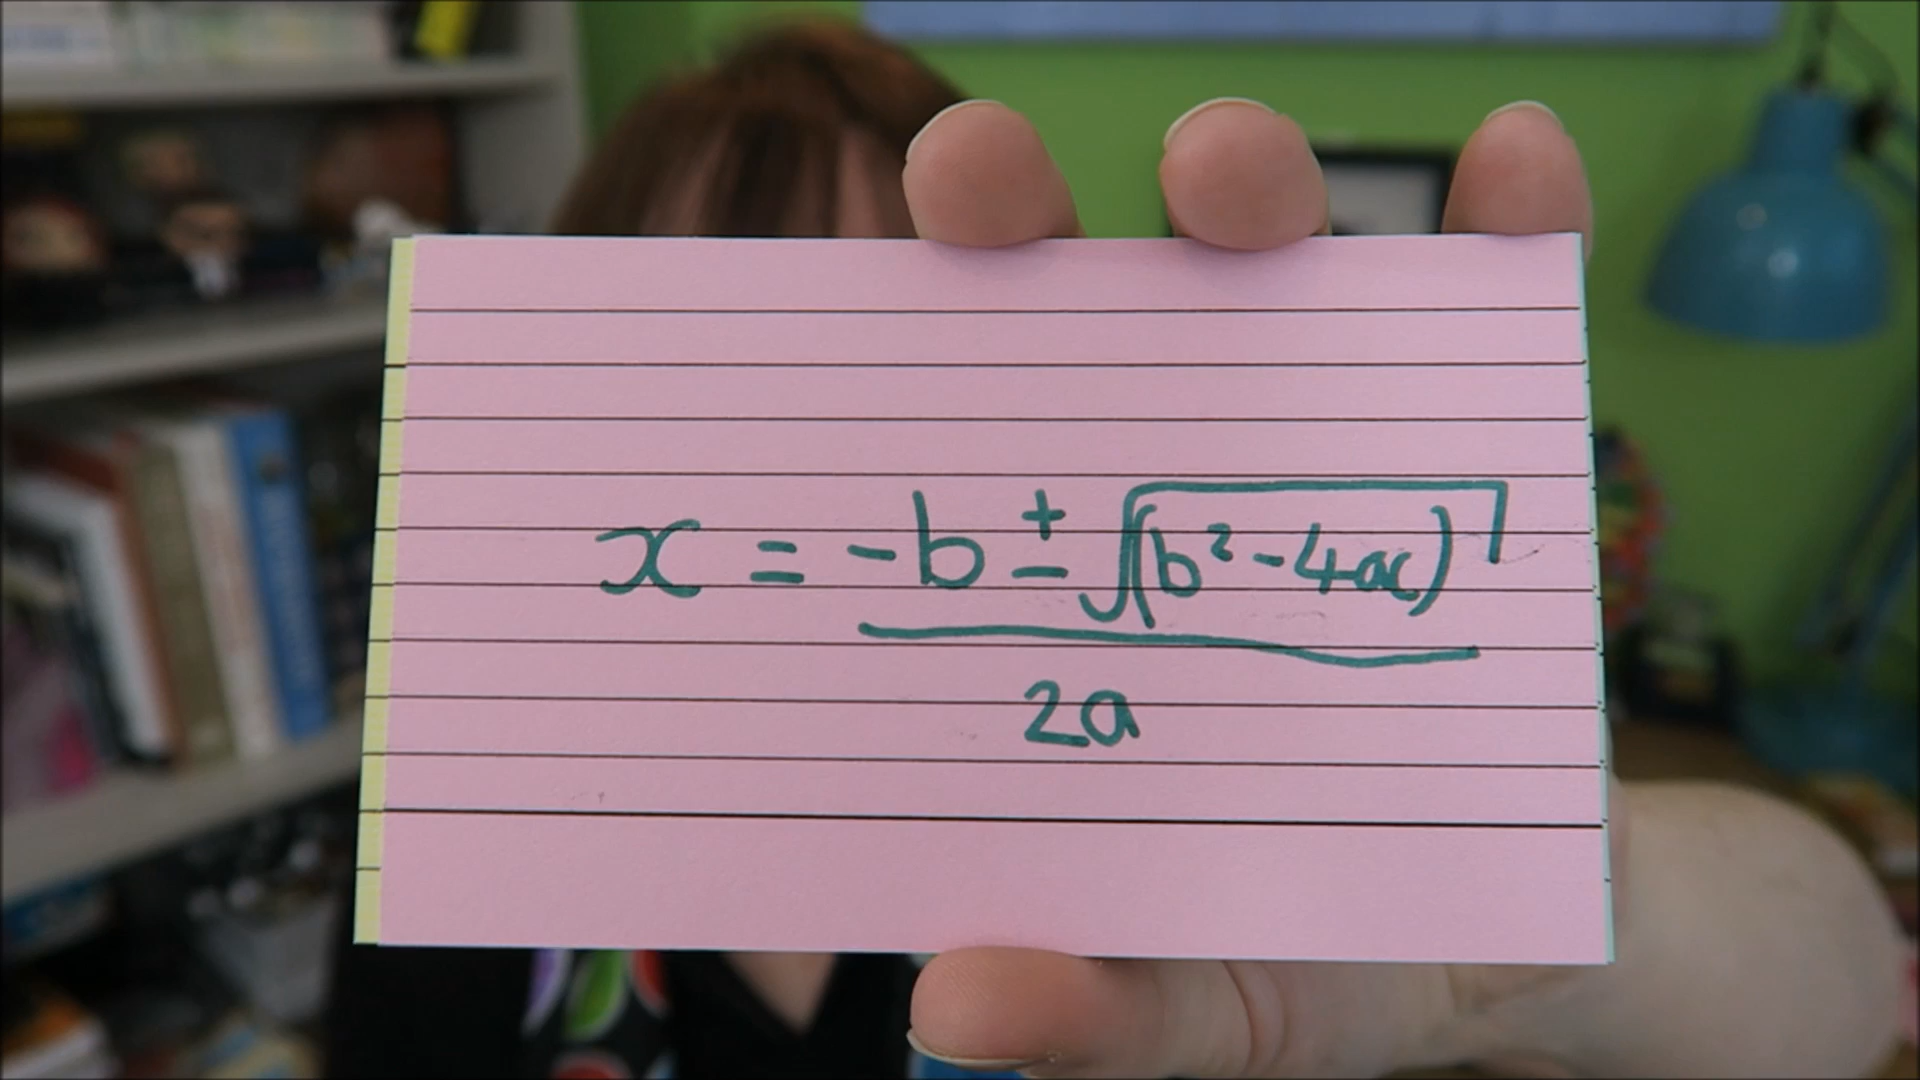 x = -b ± √(b² - 4ac)
2a